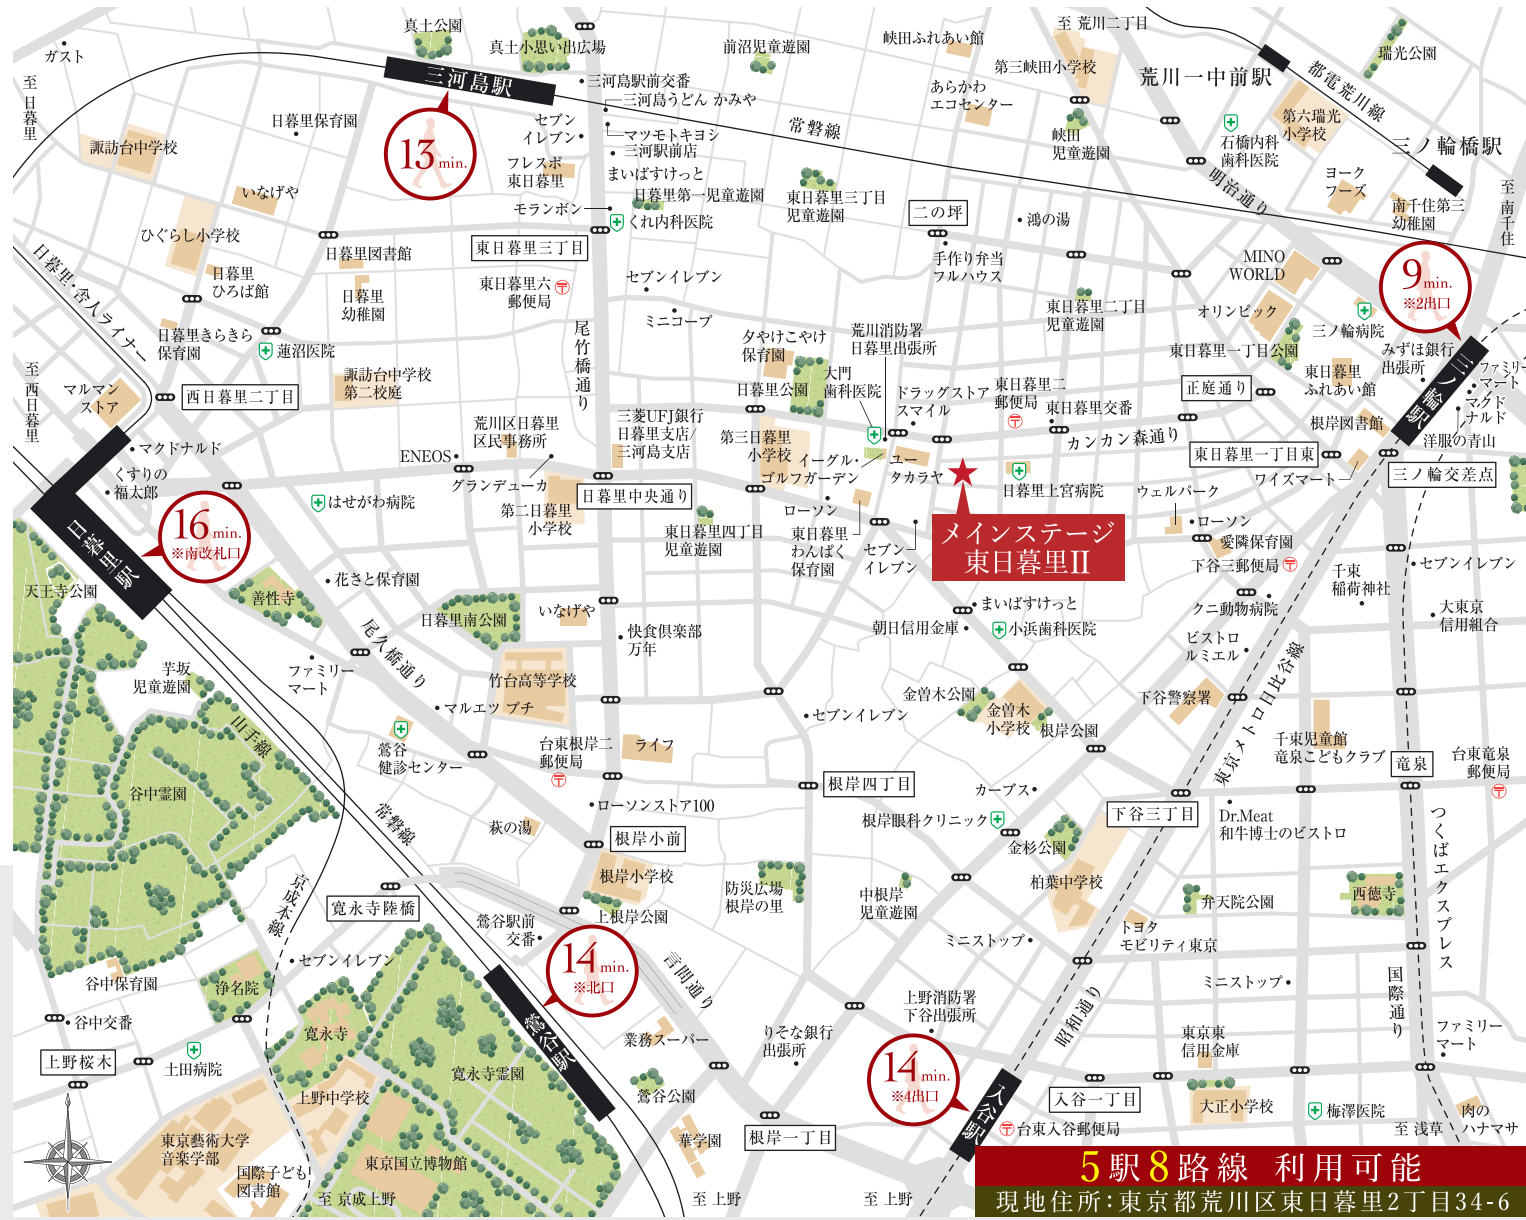 ガスト
至 日暮里
真土公園
真土小思い出広場
前沼児童遊園
峡田ふれあい館
至 荒川二丁目
瑞光公園
三河島駅
三河島駅前交番
三河島うどん かみや
第三峡田小学校
荒川一中前駅
都電荒川線
あらかわ
エコセンター
第六瑞光
小学校
日暮里保育園
13min.
セブン
イレブン
マツモトキヨシ
三河駅前店
常磐線
峡田
児童遊園
石橋内科
歯科医院
三ノ輪橋駅
諏訪台中学校
フレスポ
東日暮里
まいばすけっと
いなげや
日暮里第一児童遊園
東日暮里三丁目
児童遊園
明治通り
ヨーク
フーズ
至 南千住
モランボン
くれ内科医院
二の坪
鴻の湯
南千住第三
幼稚園
ひぐらし小学校
日暮里図書館
東日暮里三丁目
手作り弁当
フルハウス
MINO
WORLD
9min.
※2出口
日暮里・舎人ライナー
日暮里
ひろば館
日暮里
幼稚園
東日暮里六
郵便局
セブンイレブン
ミニコープ
東日暮里二丁目
児童遊園
オリンピック
三ノ輪病院
日暮里きらきら
保育園
蓮沼医院
尾竹橋通り
夕やけこやけ
保育園
荒川消防署
日暮里出張所
東日暮里一丁目公園
みずほ銀行
出張所
三ノ輪駅
至 西日暮里
マルマン
ストア
西日暮里二丁目
諏訪台中学校
第二校庭
日暮里公園
大門
歯科医院
ドラッグストア
スマイル
東日暮里二
郵便局
東日暮里交番
正庭通り
東日暮里
ふれあい館
ファミリー
マート
マクド
ナルド
マクドナルド
荒川区日暮里
区民事務所
三菱UFJ銀行
日暮里支店/
三河島支店
第三日暮里
小学校
カンカン森通り
根岸図書館
洋服の青山
ENEOS
くすりの
福太郎
グランデューカ
イーグル・
ゴルフガーデン
ユー
タカラヤ
東日暮里一丁目東
ワイズマート
三ノ輪交差点
はせがわ病院
第二日暮里
小学校
日暮里中央通り
ローソン
日暮里上宮病院
ウェルパーク
16min.
※南改札口
日暮里駅
東日暮里四丁目
児童遊園
東日暮里
わんぱく
保育園
セブン
イレブン
メインステージ
東日暮里II
ローソン
愛隣保育園
下谷三郵便局
天王寺公園
善性寺
花さと保育園
日暮里南公園
いなげや
快食倶楽部
万年
まいばすけっと
朝日信用金庫
小浜歯科医院
クニ動物病院
千束
稲荷神社
セブンイレブン
大東京
信用組合
尾久橋通り
ファミリー
マート
芋坂
児童遊園
竹台高等学校
マルエツ プチ
金曽木公園
金曽木
小学校
根岸公園
ビストロ
ルミエル
下谷警察署
東京メトロ日比谷線
山手線
鶯谷
健診センター
台東根岸二
郵便局
ライフ
セブンイレブン
千束児童館
竜泉こどもクラブ
竜泉
台東竜泉
郵便局
谷中霊園
常磐線
ローソンストア100
根岸四丁目
カーブス
下谷三丁目
Dr.Meat
和牛博士のビストロ
つくばエクスプレス
萩の湯
根岸小前
根岸眼科クリニック
金杉公園
根岸小学校
防災広場
根岸の里
中根岸
児童遊園
柏葉中学校
弁天院公園
西徳寺
京成本線
寛永寺陸橋
鶯谷駅前
交番
上根岸公園
ミニストップ
トヨタ
モビリティ東京
谷中保育園
浄名院
セブンイレブン
14min.
※北口
鶯谷駅
言問通り
上野消防署
下谷出張所
ミニストップ
国際通り
谷中交番
寛永寺
業務スーパー
りそな銀行
出張所
昭和通り
東京東
信用金庫
ファミリー
マート
上野桜木
土田病院
寛永寺霊園
14min.
※4出口
上野中学校
鶯谷公園
入谷駅
入谷一丁目
大正小学校
梅澤医院
肉の
ハナマサ
東京藝術大学
音楽学部
国際子ども
図書館
東京国立博物館
華学園
根岸一丁目
台東入谷郵便局
至 浅草
至 京成上野
至 上野
至 上野
5駅8路線 利用可能
現地住所：東京都荒川区東日暮里2丁目34-6